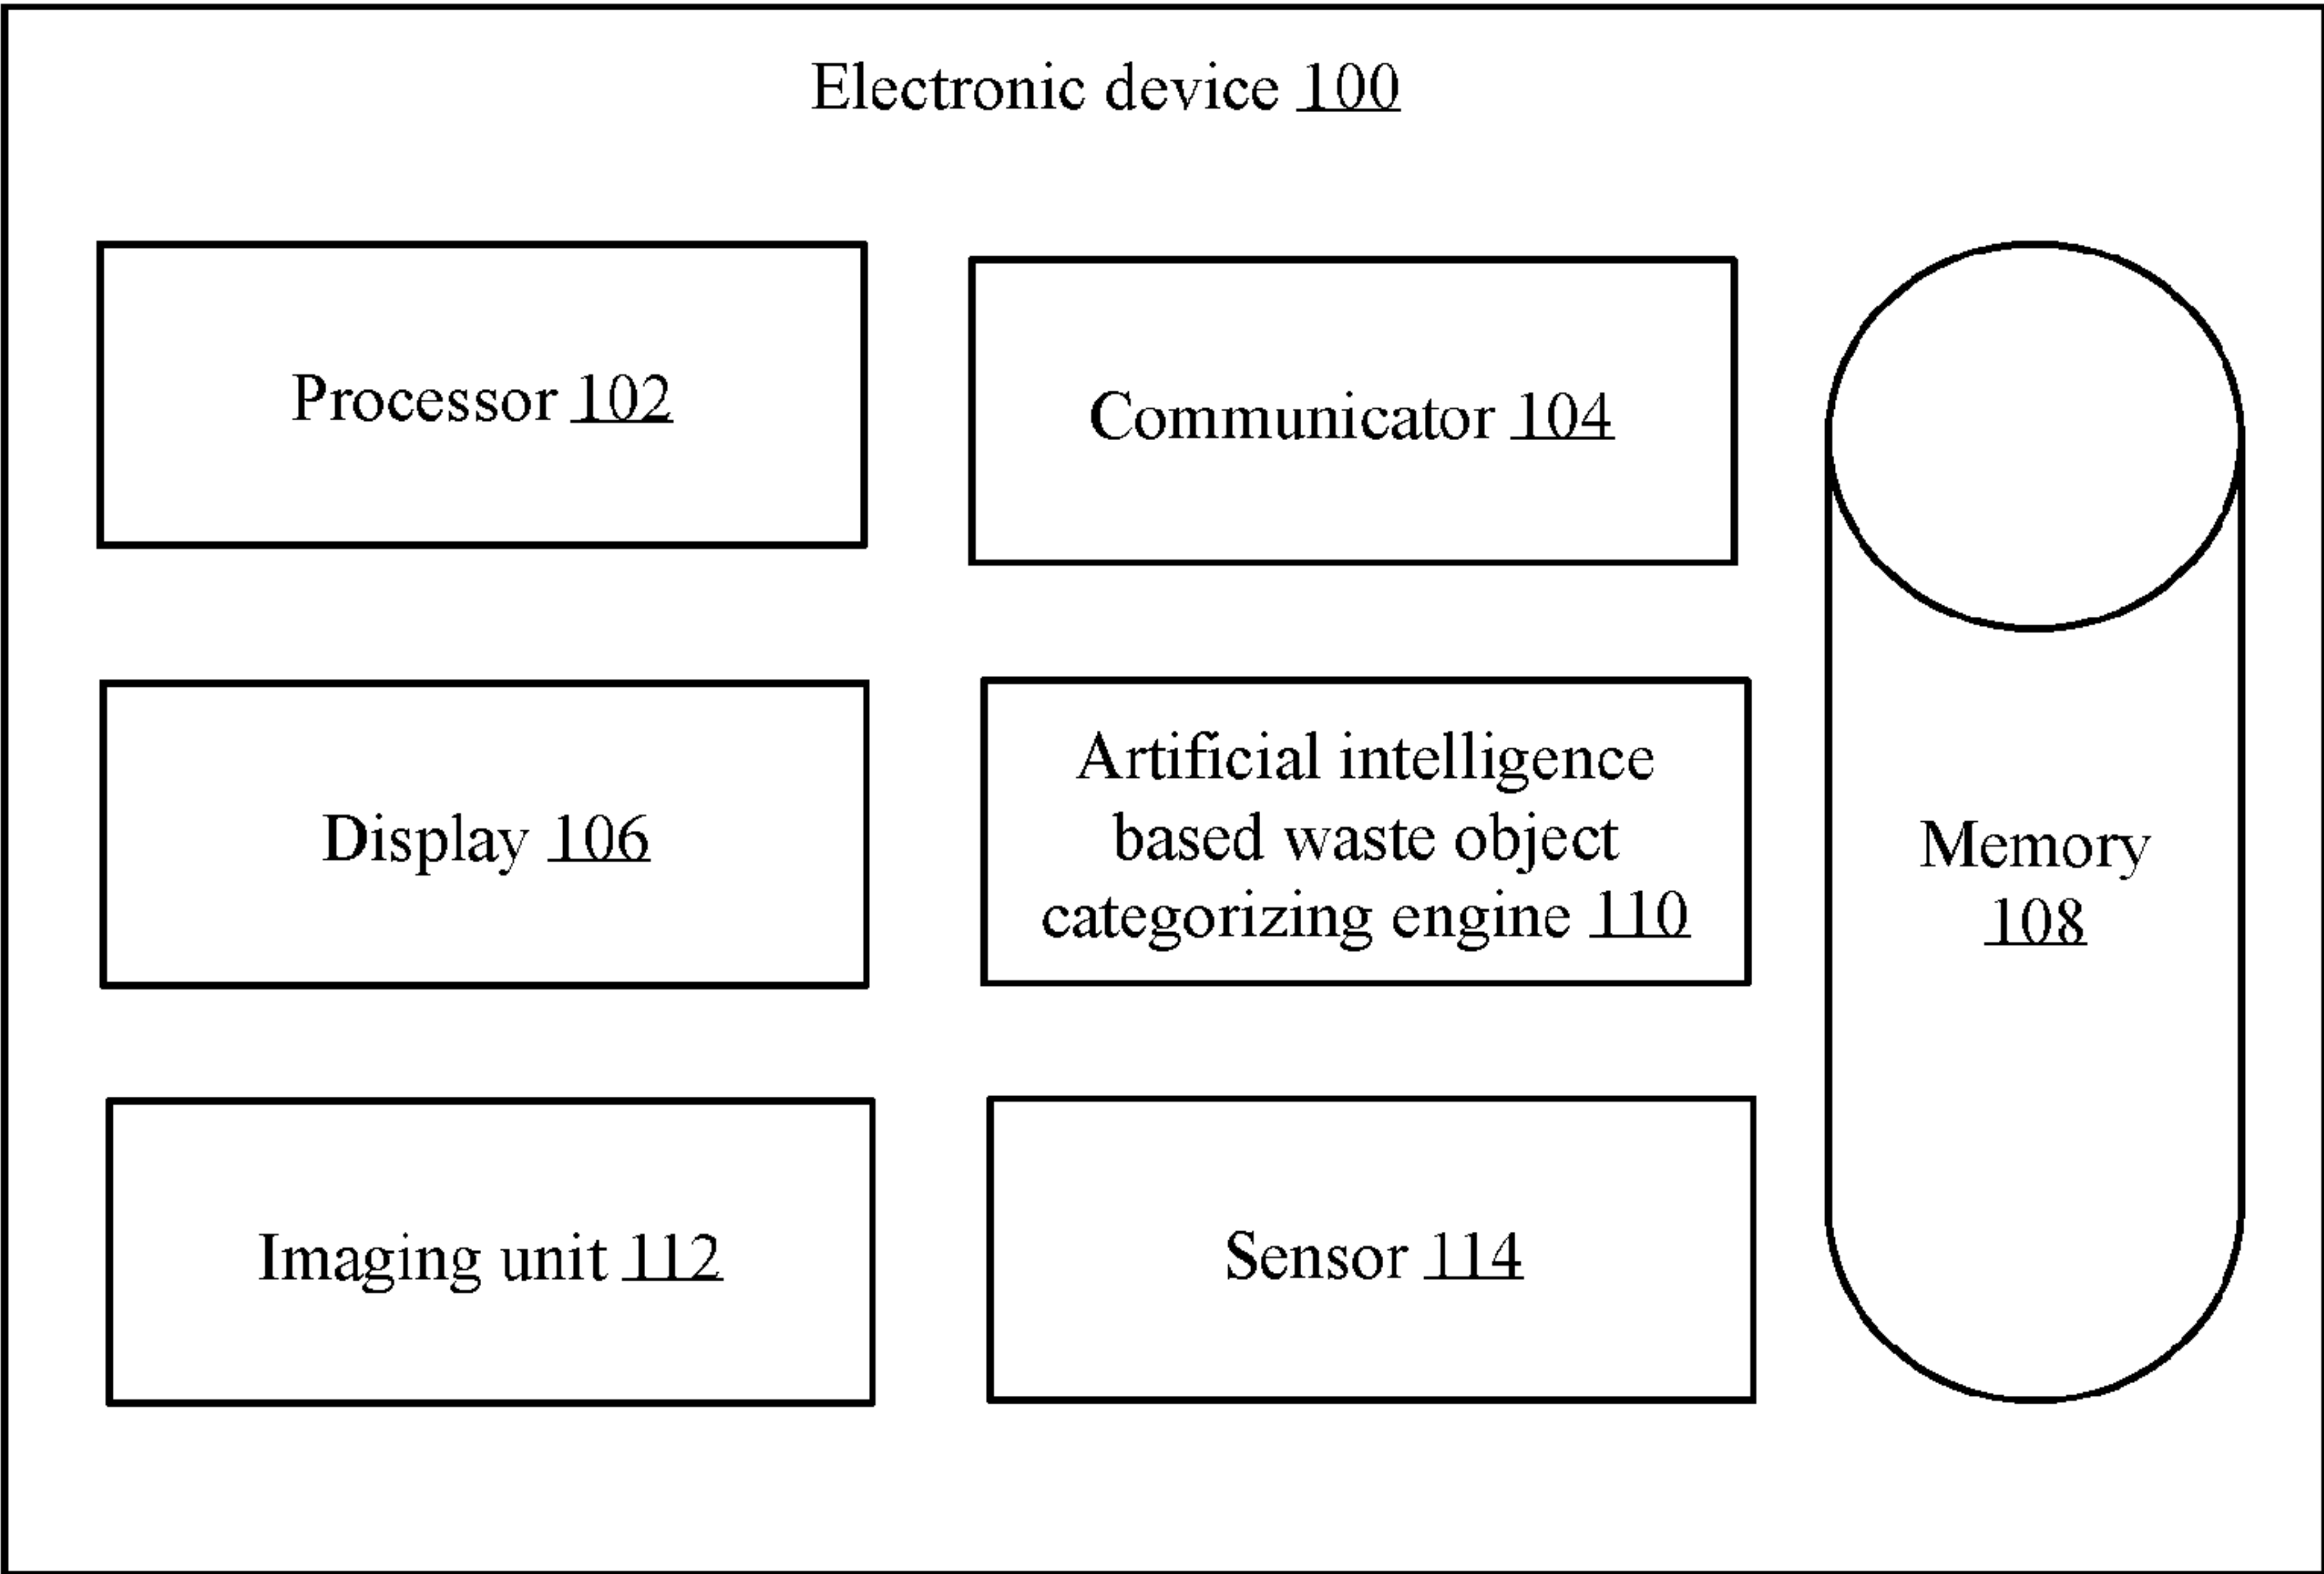 Electronic device 100
Processor 102
Communicator 104
Display 106
Artificial intelligence
based waste object
categorizing engine 110
Memory
108
Imaging unit 112
Sensor 114